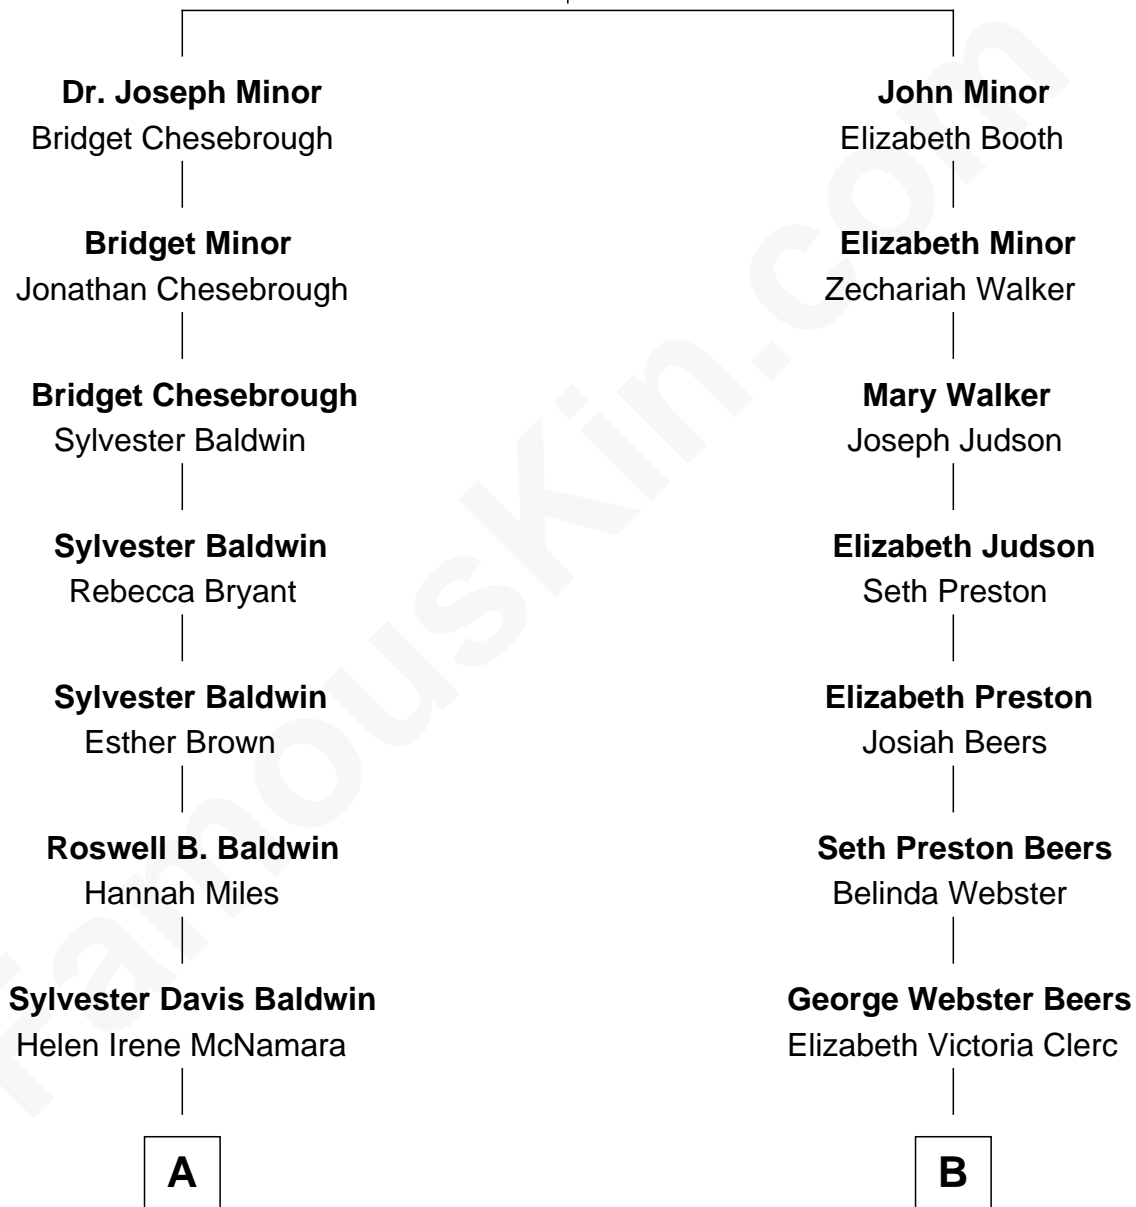 Dr. Joseph Minor
Bridget Chesebrough
Bridget Minor
Jonathan Chesebrough
Bridget Chesebrough
Sylvester Baldwin
Sylvester Baldwin
Rebecca Bryant
Sylvester Baldwin
Esther Brown
Roswell B. Baldwin
Hannah Miles
Sylvester Davis Baldwin
Helen Irene McNamara
A
John Minor
Elizabeth Booth
Elizabeth Minor
Zechariah Walker
Mary Walker
Joseph Judson
Elizabeth Judson
Seth Preston
Elizabeth Preston
Josiah Beers
Seth Preston Beers
Belinda Webster
George Webster Beers
Elizabeth Victoria Clerc
B
FamousKin.com